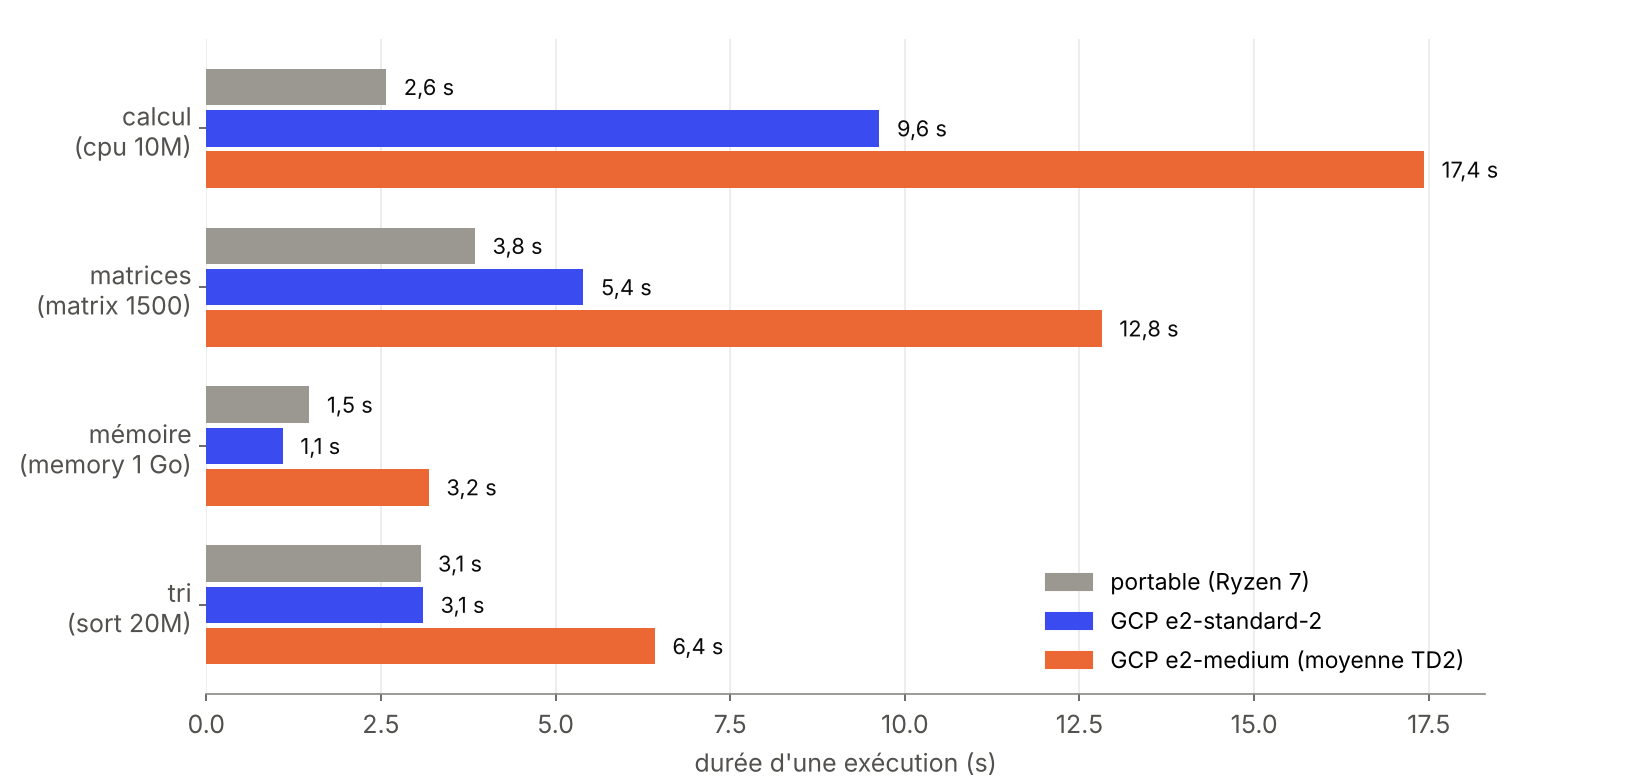 2,6 s
calcul
(cpu 10M)
9,6 s
17,4 s
3,8 s
matrices
(matrix 1500)
5,4 s
12,8 s
1,5 s
mémoire
(memory 1 Go)
1,1 s
3,2 s
3,1 s
tri
(sort 20M)
3,1 s
6,4 s
portable (Ryzen 7)
GCP e2-standard-2
GCP e2-medium (moyenne TD2)
0.0 2.5 5.0 7.5 10.0 12.5 15.0 17.5
durée d'une exécution (s)